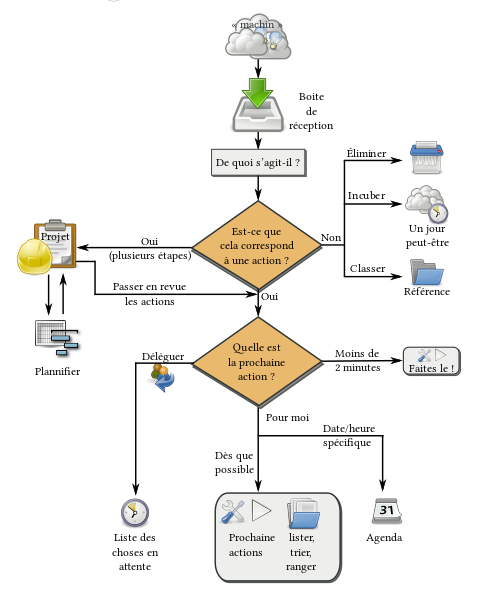 « machin »
Boite
de
réception
De quoi s'agit-il ?
Éliminer
Incuber
Un jour
peut-être
Est-ce que
cela correspond
à une action ?
Non
Projet
Oui
(plusieurs étapes)
Classer
Référence
Passer en revue
les actions
Oui
Plannifier
Déléguer
Quelle est
la prochaine
action ?
Moins de
2 minutes
Faites le !
Pour moi
Date/heure
spécifique
Dès que
possible
31
Liste des
choses en
attente
Prochaine
actions
lister,
trier,
ranger
Agenda